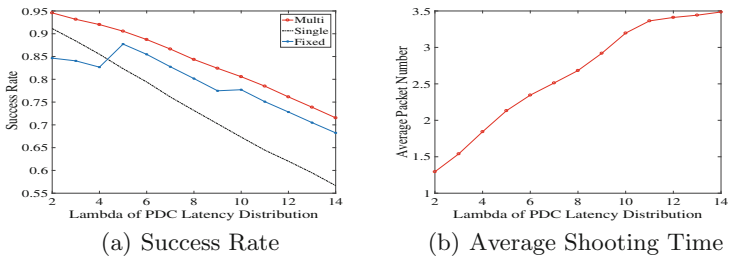 0.95
0.9
0.85
0.8
0.75
0.7
0.65
0.6
0.55
Success Rate
Multi
Single
Fixed
2 4 6 8 10 12 14
Lambda of PDC Latency Distribution
(a) Success Rate
3.5
3
2.5
2
1.5
1
Average Packet Number
2 4 6 8 10 12 14
Lambda of PDC Latency Distribution
(b) Average Shooting Time